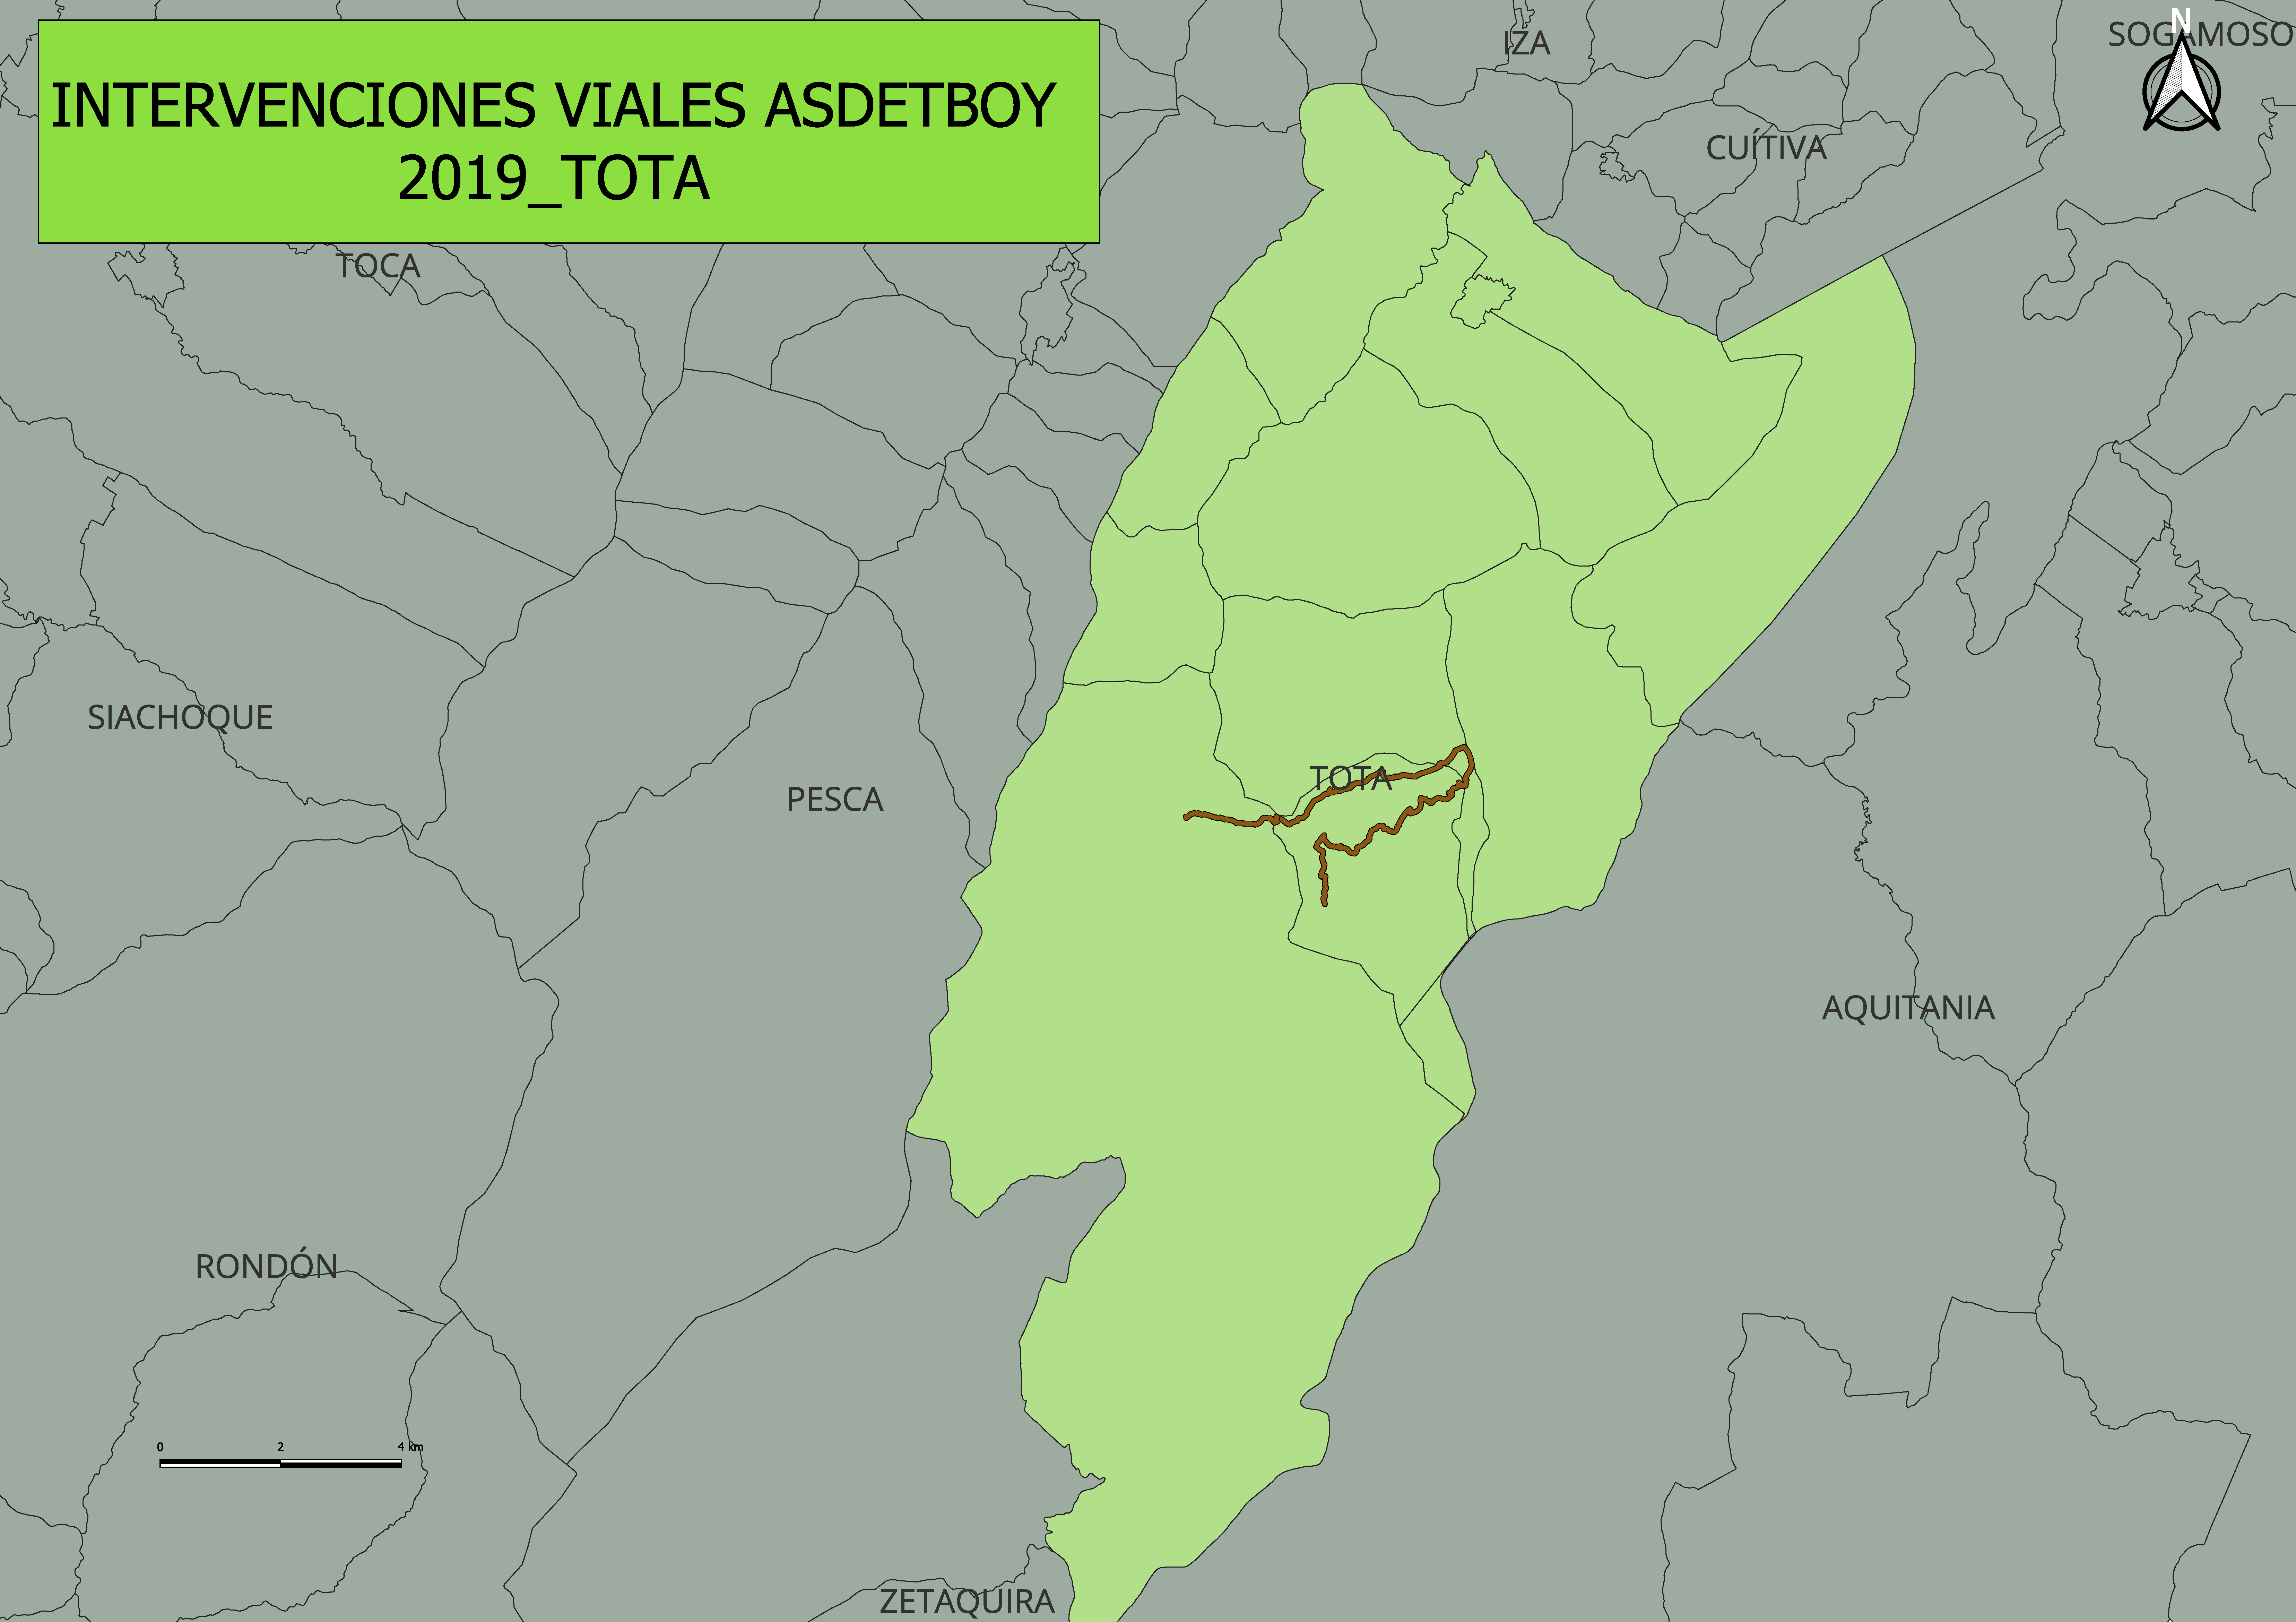 INTERVENCIONES VIALES ASDETBOY
2019_TOTA
N
SOGAMOSO
IZA
CUÍTIVA
TOCA
SIACHOQUE
TOTA
PESCA
AQUITANIA
RONDÓN
0 2 4 km
ZETAQUIRA